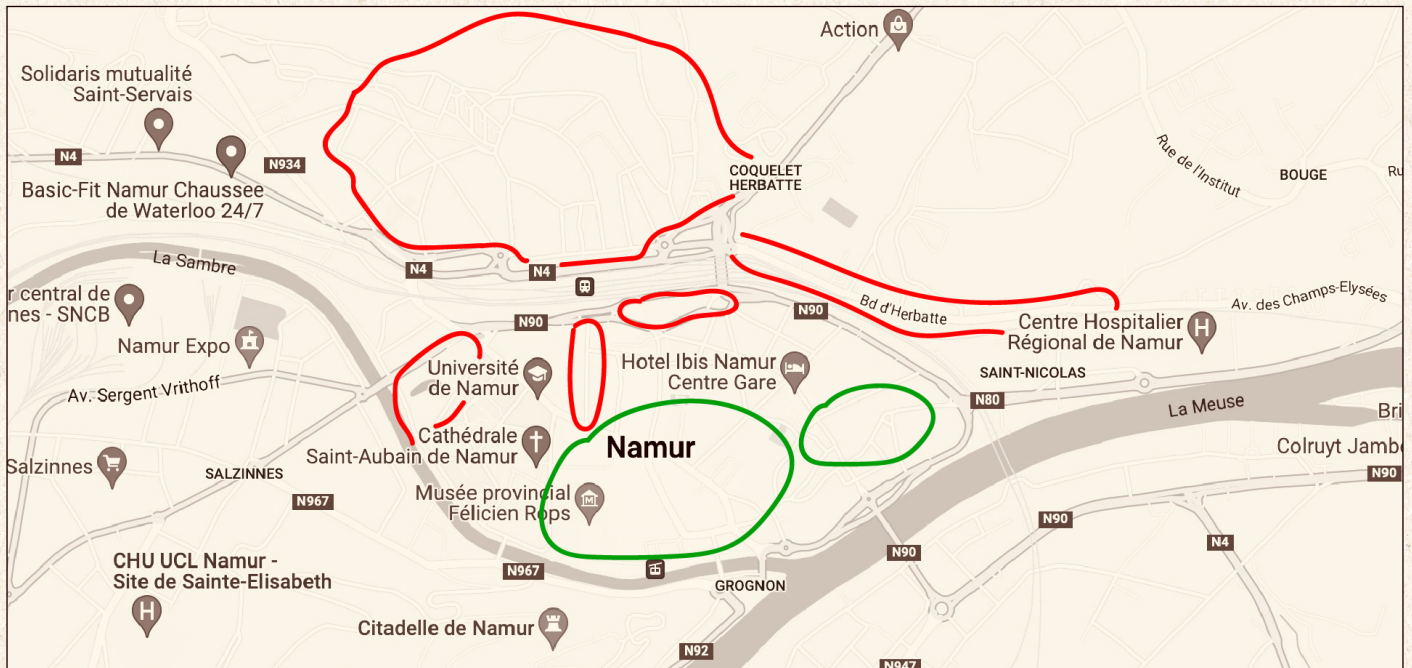 Action
Solidaris mutualité
Saint-Servais
N4
N934
Basic-Fit Namur Chaussee
de Waterloo 24/7
COQUELET
HERBATTE
Rue de l'Institut
BOUGE
La Sambre
N4
N4
r central de
nes - SNCB
Namur Expo
N90
N90
Bd d'Herbatte
Av. des Champs-Elysées
Centre Hospitalier
Régional de Namur
H
Université
de Namur
Hotel Ibis Namur
Centre Gare
SAINT-NICOLAS
Av. Sergent Vrithoff
N80
La Meuse
Bri
Cathédrale
Saint-Aubain de Namur
Namur
Colruyt Jambe
Salzinnes
SALZINNES
N967
Musée provincial
Félicien Rops
M
N90
N90
N90
N4
CHU UCL Namur -
Site de Sainte-Elisabeth
H
N967
GROGNON
Citadelle de Namur
N92
N947